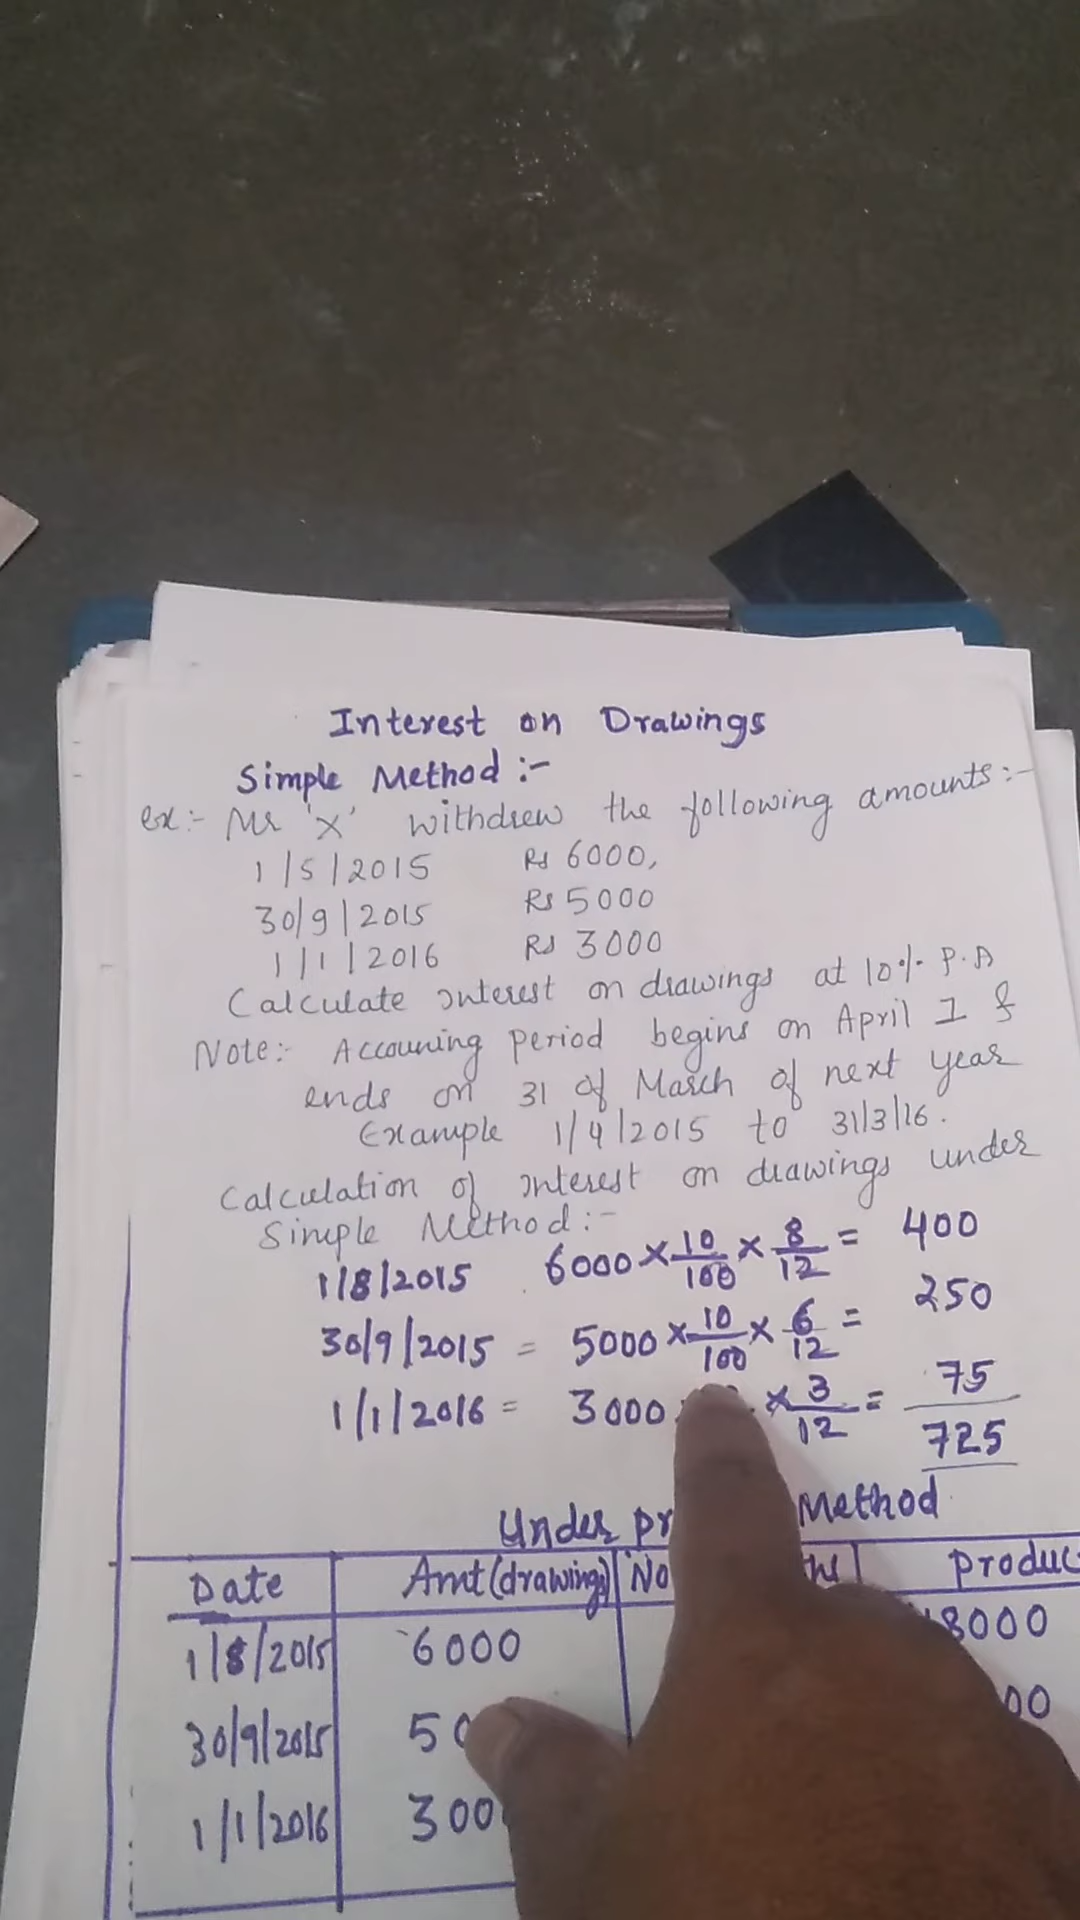 Interest on Drawings
Simple Method :-
ex:- Mr 'X' withdrew the following amounts :-
1/5/2015 Rs 6000,
30/9/2015 Rs 5000
1/1/2016 Rs 3000
Calculate interest on drawings at 10% P.A
Note:- Accouning period begins on April 1 &
ends on 31 of March of next year
Example 1/4/2015 to 31/3/16.
Calculation of interest on drawings under
Simple Method :-
1/8/2015 6000 × 10/100 × 8/12 = 400
30/9/2015 = 5000 × 10/100 × 6/12 = 250
1/1/2016 = 3000 × 3/12 = 75
725
Under Method
Date Amt (drawings) No
1/8/2015 6000 48000
30/9/2015
1/1/2016